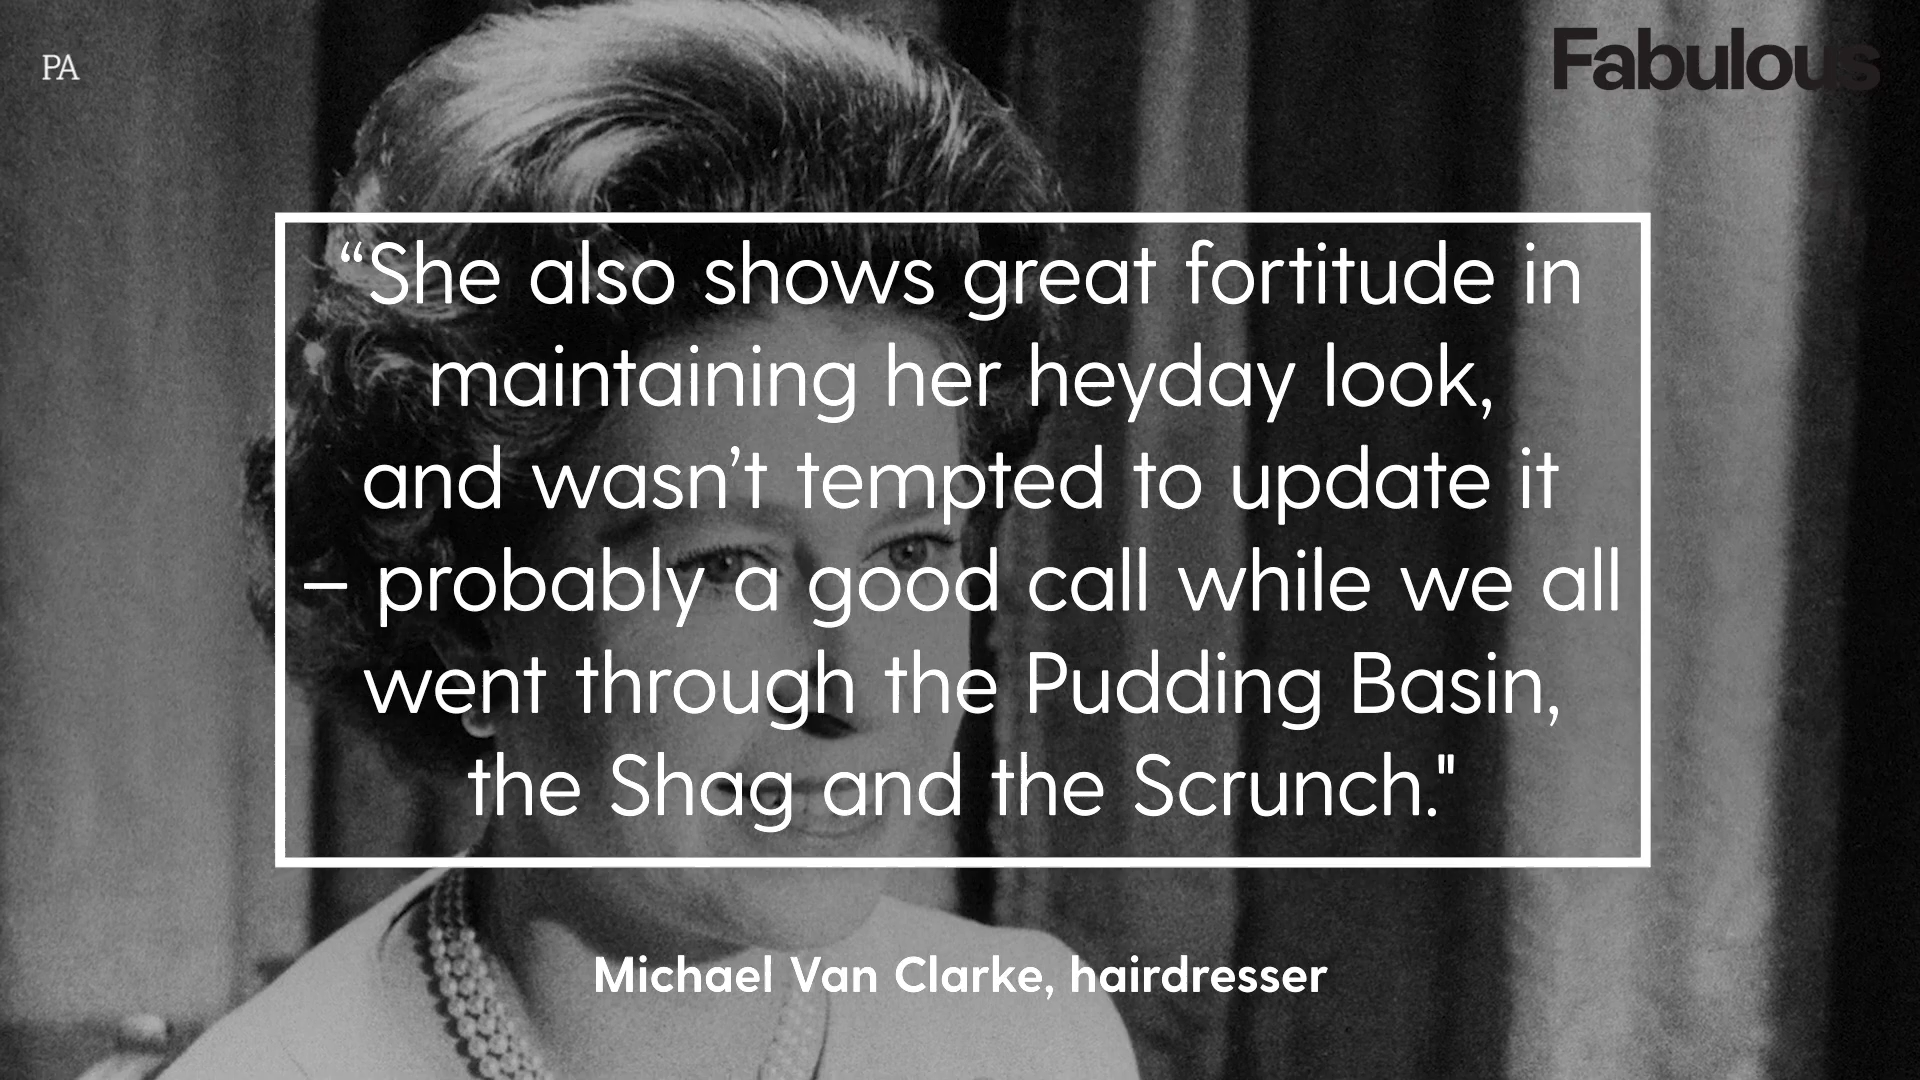 PA
Fabulous
“She also shows great fortitude in
maintaining her heyday look,
and wasn’t tempted to update it
– probably a good call while we all
went through the Pudding Basin,
the Shag and the Scrunch."
Michael Van Clarke, hairdresser